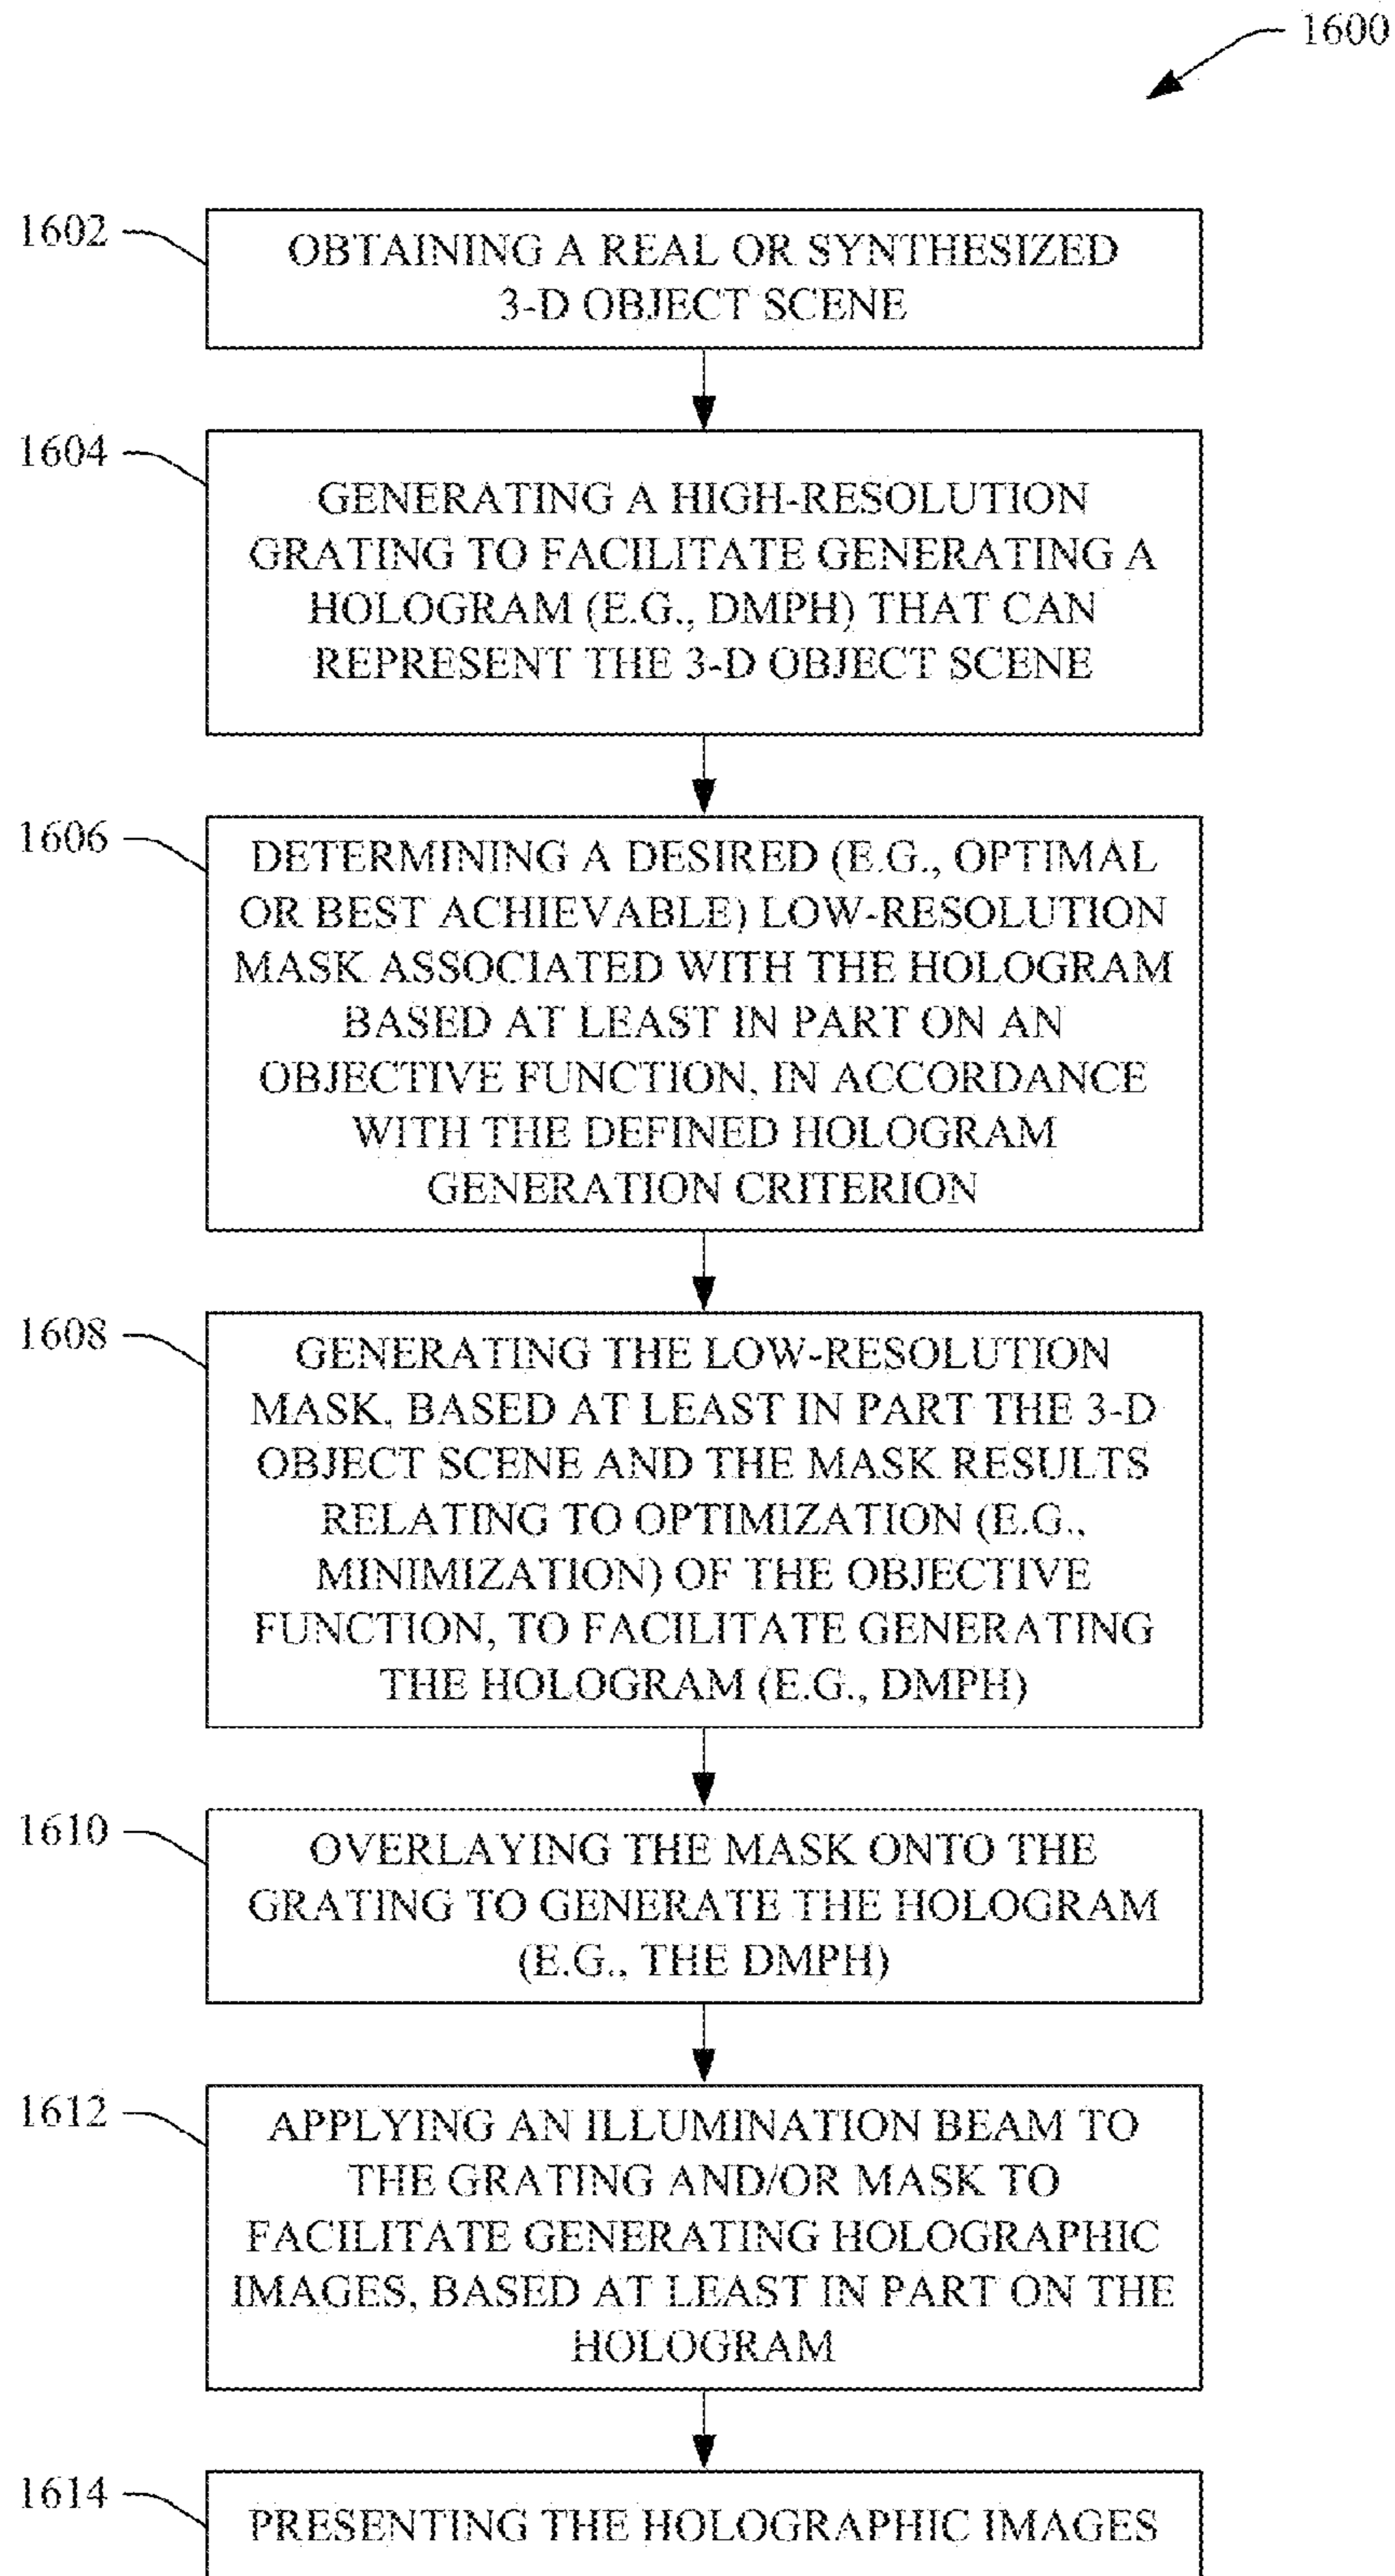 1600
1602
OBTAINING A REAL OR SYNTHESIZED
3-D OBJECT SCENE
1604
GENERATING A HIGH-RESOLUTION
GRATING TO FACILITATE GENERATING A
HOLOGRAM (E.G., DMPH) THAT CAN
REPRESENT THE 3-D OBJECT SCENE
1606
DETERMINING A DESIRED (E.G., OPTIMAL
OR BEST ACHIEVABLE) LOW-RESOLUTION
MASK ASSOCIATED WITH THE HOLOGRAM
BASED AT LEAST IN PART ON AN
OBJECTIVE FUNCTION, IN ACCORDANCE
WITH THE DEFINED HOLOGRAM
GENERATION CRITERION
1608
GENERATING THE LOW-RESOLUTION
MASK, BASED AT LEAST IN PART THE 3-D
OBJECT SCENE AND THE MASK RESULTS
RELATING TO OPTIMIZATION (E.G.,
MINIMIZATION) OF THE OBJECTIVE
FUNCTION, TO FACILITATE GENERATING
THE HOLOGRAM (E.G., DMPH)
1610
OVERLAYING THE MASK ONTO THE
GRATING TO GENERATE THE HOLOGRAM
(E.G., THE DMPH)
1612
APPLYING AN ILLUMINATION BEAM TO
THE GRATING AND/OR MASK TO
FACILITATE GENERATING HOLOGRAPHIC
IMAGES, BASED AT LEAST IN PART ON THE
HOLOGRAM
1614
PRESENTING THE HOLOGRAPHIC IMAGES